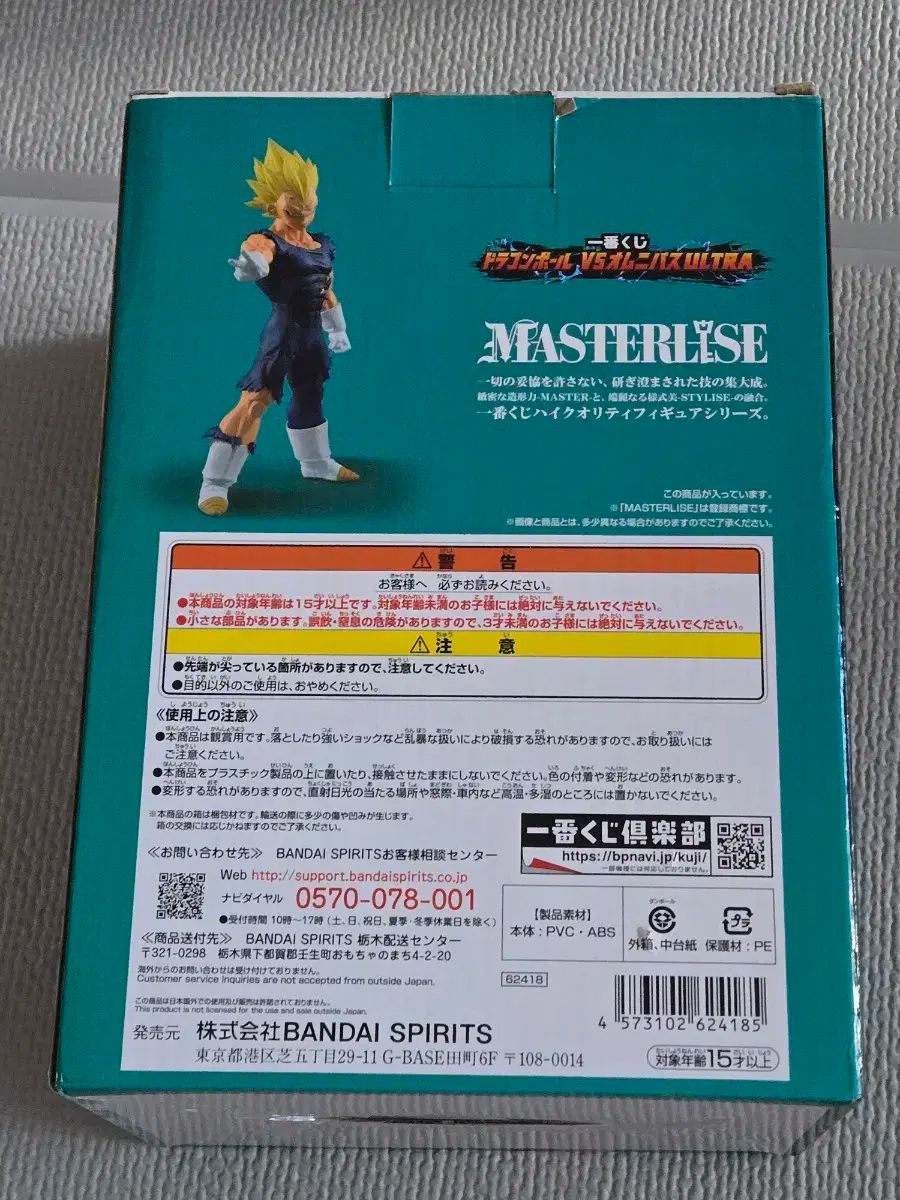 一番くじ
ドラゴンボール VSオムニバスULTRA
MASTERLISE
一切の妥協を許さない、研ぎ澄まされた技の集大成。
緻密な造形力-MASTER-と、端麗なる様式美-STYLISE-の融合。
一番くじハイクオリティフィギュアシリーズ。
この商品が入っています。
※「MASTERLISE」は登録商標です。
※画像と商品とは、多少異なる場合がありますのでご了承ください。
⚠警告
お客様へ 必ずお読みください。
●本商品の対象年齢は15才以上です。対象年齢未満のお子様には絶対に与えないでください。
●小さな部品があります。誤飲・窒息の危険がありますので、3才未満のお子様には絶対に与えないでください。
⚠注意
●先端が尖っている箇所がありますので、注意してください。
●目的以外のご使用は、おやめください。
《使用上の注意》
●本商品は観賞用です。落としたり強いショックなど乱暴な扱いにより破損する恐れがありますので、お取り扱いには
ご注意ください。
●本商品をプラスチック製品の上に置いたり、接触させたままにしないでください。色の付着や変形などの恐れがあります。
●変形する恐れがありますので、直射日光の当たる場所や窓際・車内など高温・多湿のところには置かないでください。
※本商品の箱は梱包材です。輸送の際に多少の傷や凹みが生じます。
箱の交換には応じかねますのでご了承ください。
一番くじ倶楽部
https://bpnavi.jp/kuji/
一部機種には対応しておりません。
≪お問い合わせ先≫ BANDAI SPIRITSお客様相談センター
Web http://support.bandaispirits.co.jp
ナビダイヤル 0570-078-001
●受付時間 10時〜17時（土、日、祝日、夏季・冬季休業日を除く）
≪商品送付先≫ BANDAI SPIRITS 栃木配送センター
〒321-0298 栃木県下都賀郡壬生町おもちゃのまち4-2-20
海外からのお問い合わせは受け付けておりません。
Customer service inquiries are not accepted from outside Japan.
この商品は日本国外での使用及び販売は許諾されておりません。
This product is not licensed for the use and sale outside Japan.
【製品素材】
本体：PVC・ABS
ダンボール
外箱、中台紙
プラ
保護材：PE
62418
4 573102 624185
発売元 株式会社BANDAI SPIRITS
東京都港区芝五丁目29-11 G-BASE田町6F 〒108-0014
対象年齢15才以上